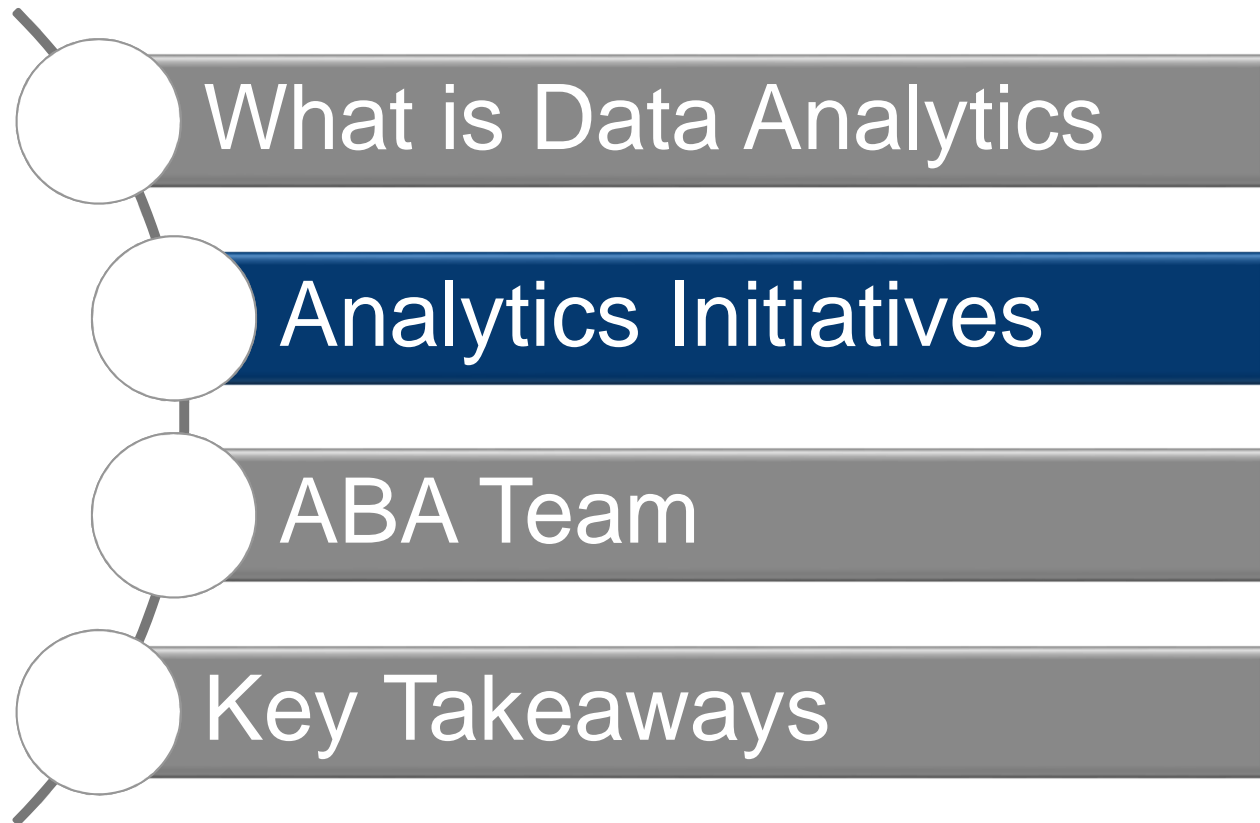 What is Data Analytics
Analytics Initiatives
ABA Team
Key Takeaways